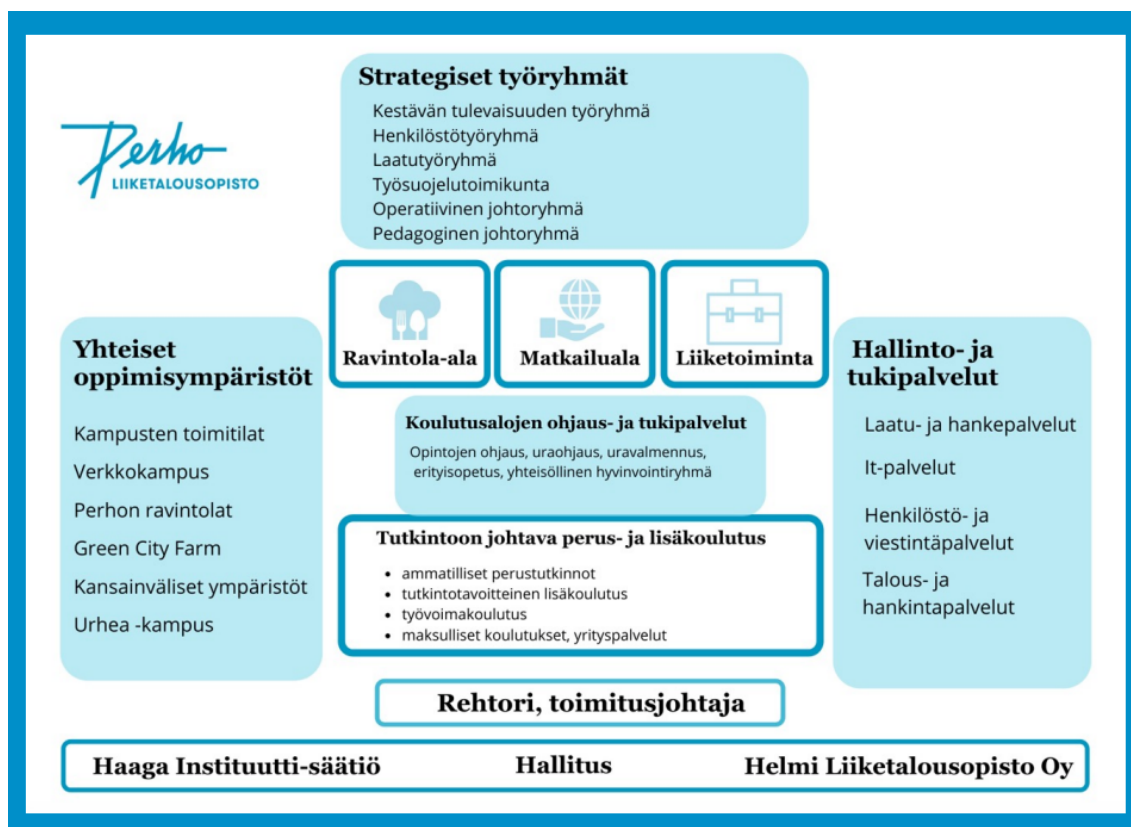 Strategiset työryhmät
Kestävän tulevaisuuden työryhmä
Henkilöstötyöryhmä
Laatutyöryhmä
Työsuojelutoimikunta
Operatiivinen johtoryhmä
Pedagoginen johtoryhmä
Perho
LIIKETALOUSOPISTO
Ravintola-ala
Matkailuala
Liiketoiminta
Yhteiset
oppimisympäristöt
Kampusten toimitilat
Verkkokampus
Perhon ravintolat
Green City Farm
Kansainväliset ympäristöt
Urhea -kampus
Koulutusalojen ohjaus- ja tukipalvelut
Opintojen ohjaus, uraohjaus, uravalmennus,
erityisopetus, yhteisöllinen hyvinvointiryhmä
Tutkintoon johtava perus- ja lisäkoulutus
• ammatilliset perustutkinnot
• tutkintotavoitteinen lisäkoulutus
• työvoimakoulutus
• maksulliset koulutukset, yrityspalvelut
Hallinto- ja
tukipalvelut
Laatu- ja hankepalvelut
It-palvelut
Henkilöstö- ja
viestintäpalvelut
Talous- ja
hankintapalvelut
Rehtori, toimitusjohtaja
Haaga Instituutti-säätiö
Hallitus
Helmi Liiketalousopisto Oy